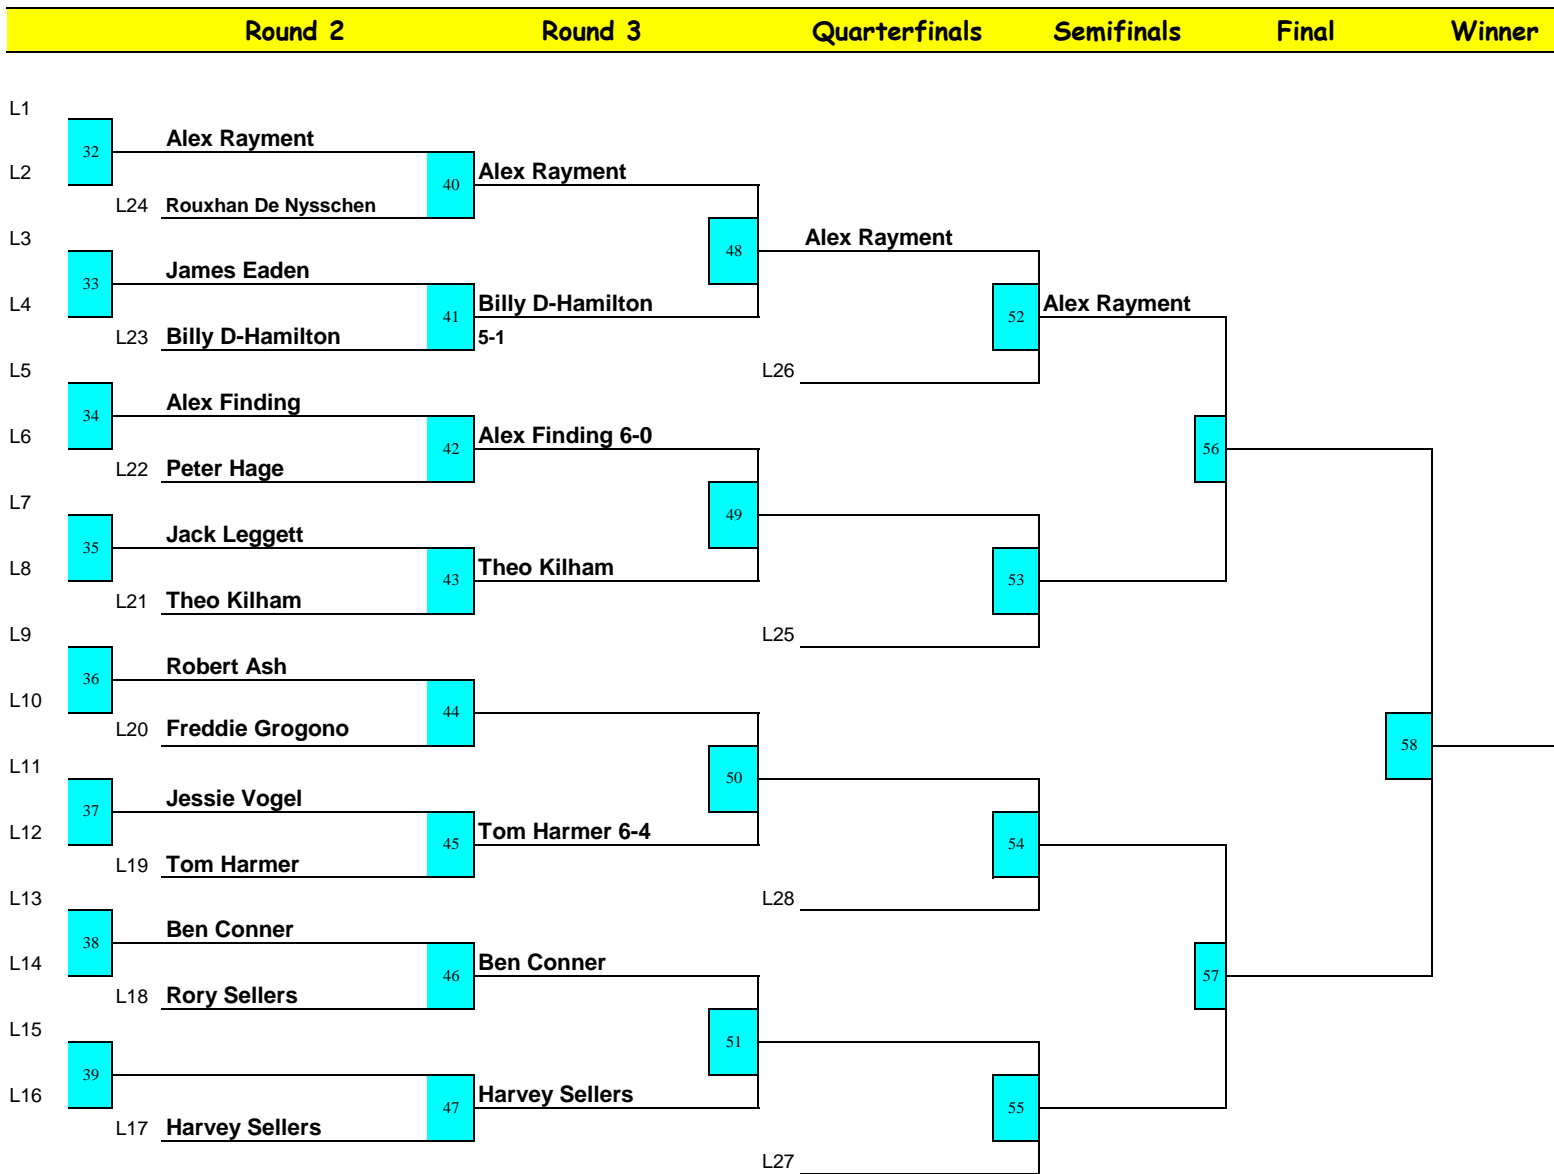 Round 2 Round 3 Quarterfinals Semifinals Final Winner
L1
Alex Rayment
32
L2
Alex Rayment
40
L24 Rouxhan De Nysschen
L3
Alex Rayment
48
James Eaden
33
L4
Billy D-Hamilton
Alex Rayment
41
52
L23 Billy D-Hamilton
5-1
L5
L26
Alex Finding
34
L6
Alex Finding 6-0
42
56
L22 Peter Hage
L7
49
Jack Leggett
35
L8
Theo Kilham
43
53
L21 Theo Kilham
L9
L25
Robert Ash
36
L10
44
L20 Freddie Grogono
58
L11
50
Jessie Vogel
37
L12
Tom Harmer 6-4
45
54
L19 Tom Harmer
L13
L28
Ben Conner
38
L14
Ben Conner
46
57
L18 Rory Sellers
L15
51
39
L16
Harvey Sellers
47
55
L17 Harvey Sellers
L27